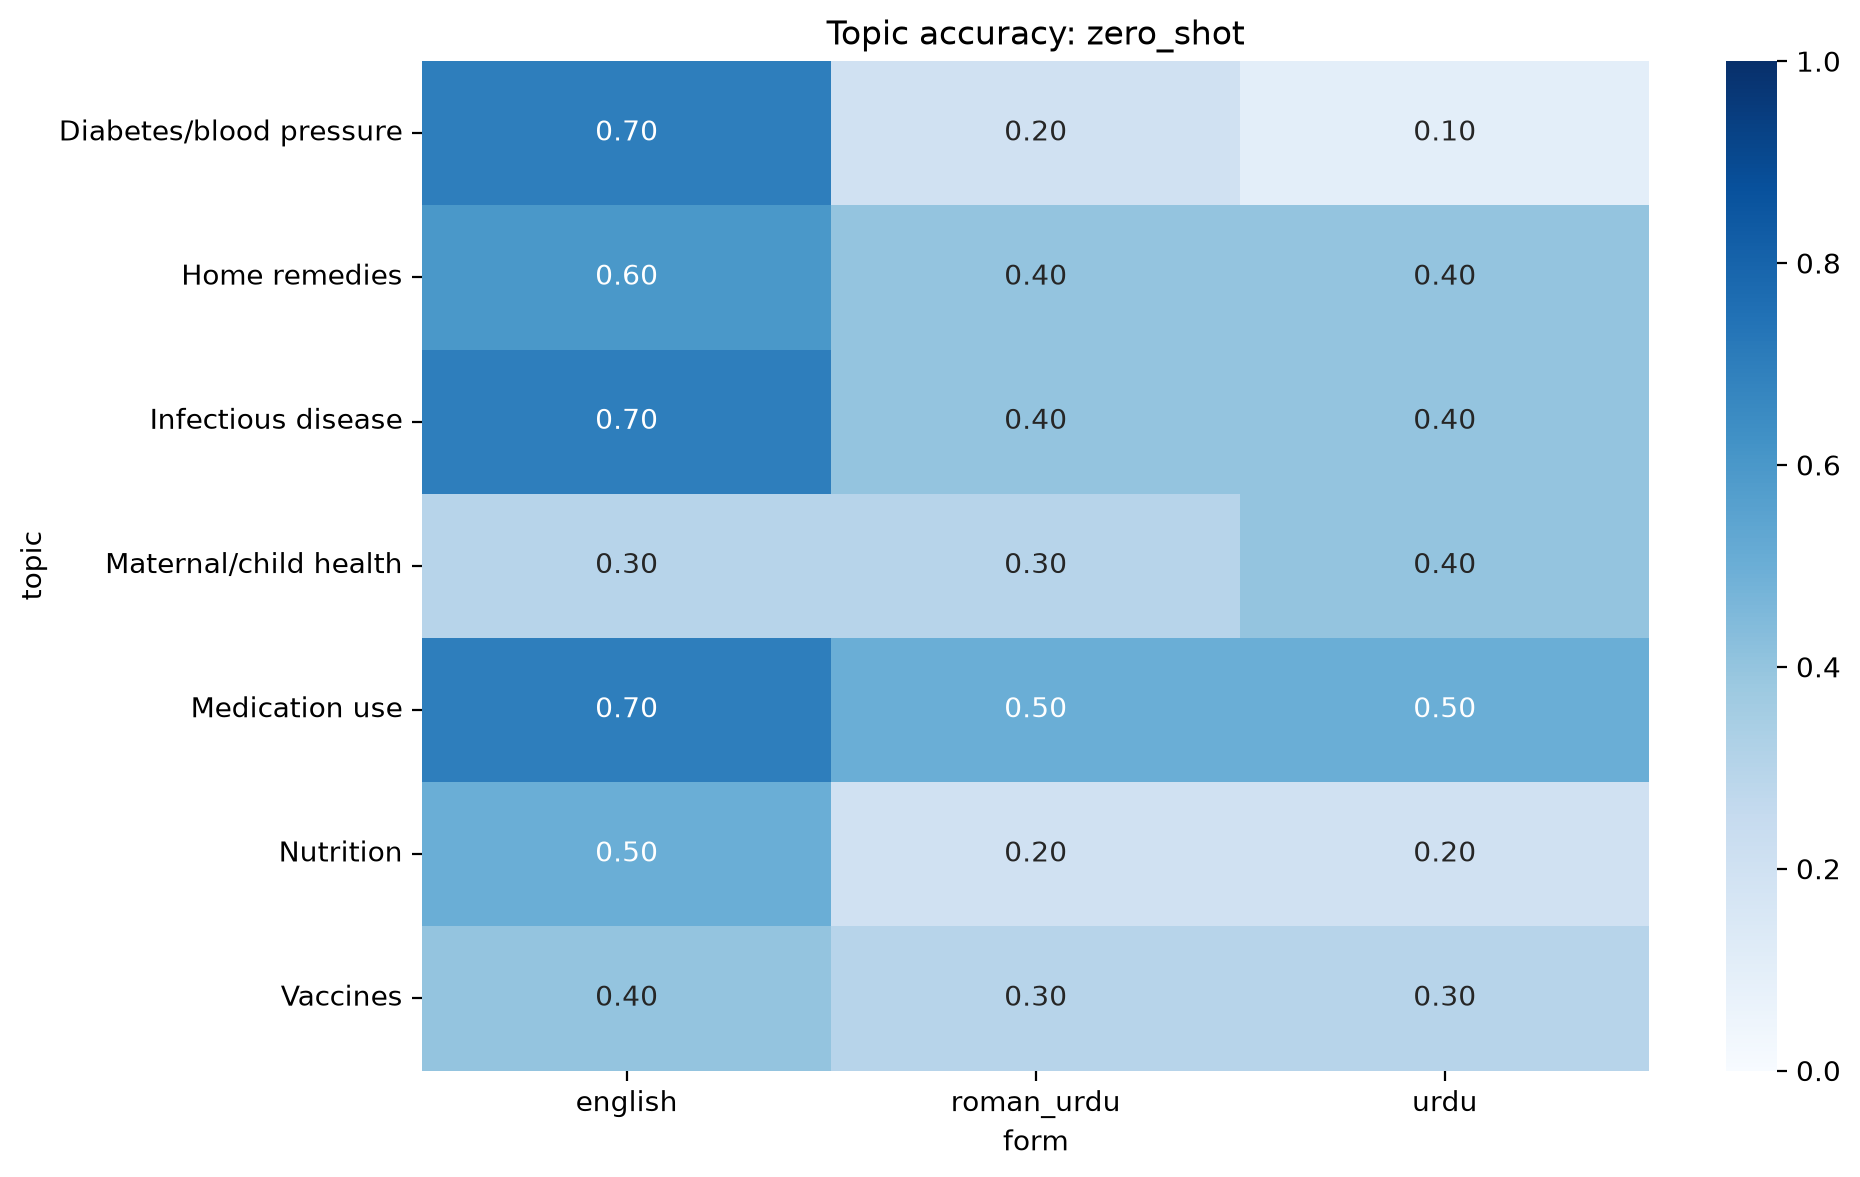 Topic accuracy: zero_shot
Diabetes/blood pressure 0.70 0.20 0.10
Home remedies 0.60 0.40 0.40
Infectious disease 0.70 0.40 0.40
Maternal/child health 0.30 0.30 0.40
Medication use 0.70 0.50 0.50
Nutrition 0.50 0.20 0.20
Vaccines 0.40 0.30 0.30
english roman_urdu urdu
form
topic
1.0
0.8
0.6
0.4
0.2
0.0